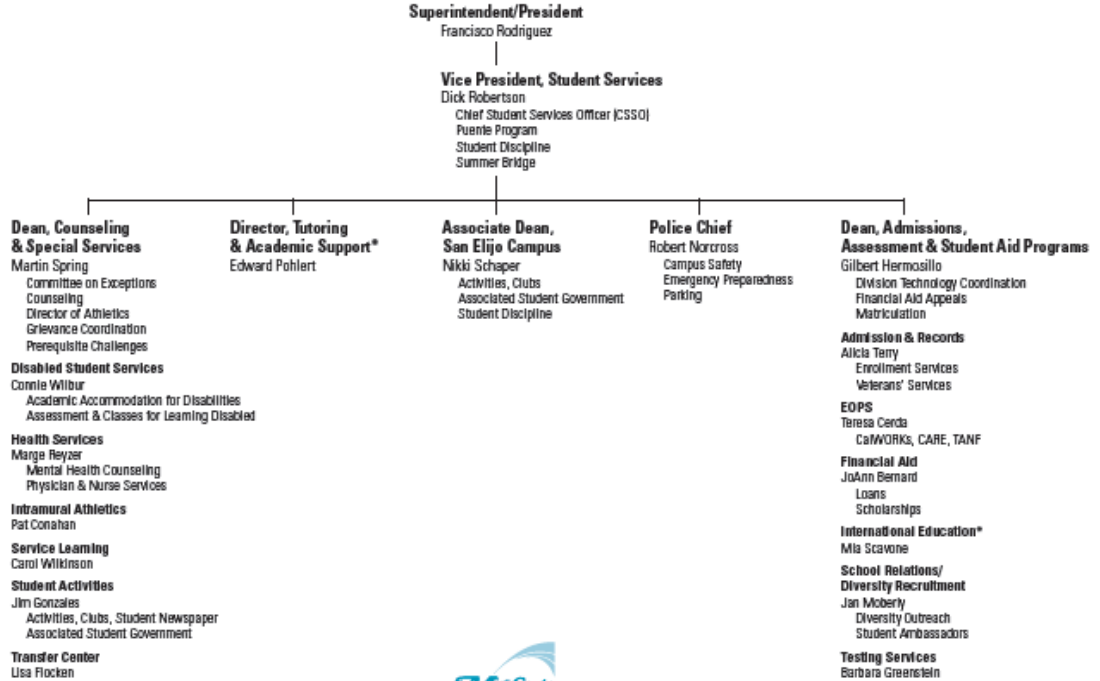 Superintendent/President
Francisco Rodriguez
Vice President, Student Services
Dick Robertson
Chief Student Services Officer (CSSO)
Puente Program
Student Discipline
Summer Bridge
Dean, Counseling
& Special Services
Martin Spring
Committee on Exceptions
Counseling
Director of Athletics
Grievance Coordination
Prerequisite Challenges
Disabled Student Services
Connie Wilbur
Academic Accommodation for Disabilities
Assessment & Classes for Learning Disabled
Health Services
Marge Reyzer
Mental Health Counseling
Physician & Nurse Services
Intramural Athletics
Pat Conahan
Service Learning
Carol Wilkinson
Student Activities
Jim Gonzales
Activities, Clubs, Student Newspaper
Associated Student Government
Transfer Center
Lisa Flocken
Director, Tutoring
& Academic Support*
Edward Pohlert
Associate Dean,
San Elijo Campus
Nikki Schaper
Activities, Clubs
Associated Student Government
Student Discipline
Police Chief
Robert Norcross
Campus Safety
Emergency Preparedness
Parking
Dean, Admissions,
Assessment & Student Aid Programs
Gilbert Hermosillo
Division Technology Coordination
Financial Aid Appeals
Matriculation
Admission & Records
Alicia Terry
Enrollment Services
Veterans' Services
EOPS
Teresa Cerda
CalWORKs, CARE, TANF
Financial Aid
JoAnn Bernard
Loans
Scholarships
International Education*
Mia Scavone
School Relations/
Diversity Recruitment
Jan Moberly
Diversity Outreach
Student Ambassadors
Testing Services
Barbara Greenstein